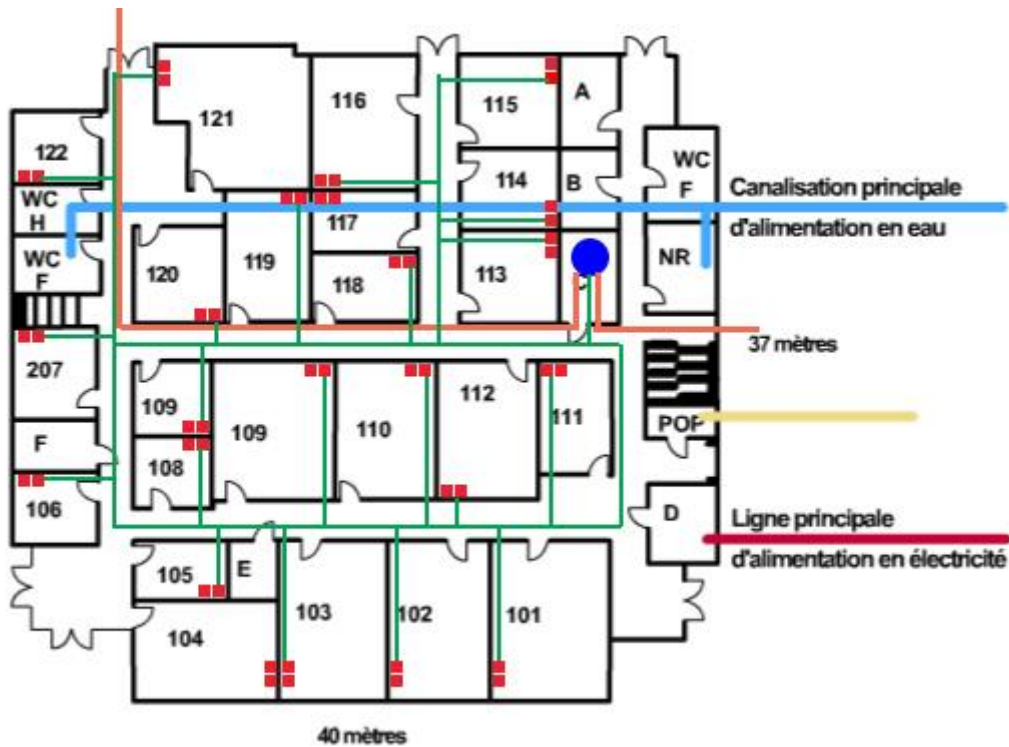 115
A
116
121
122
WC
F
WC
H
114
B
Canalisation principale
d'alimentation en eau
117
WC
F
120
119
118
113
NR
37 mètres
207
109
112
109
110
111
POP
F
108
106
D
Ligne principale
d'alimentation en électricité
105
E
103
102
101
104
40 mètres